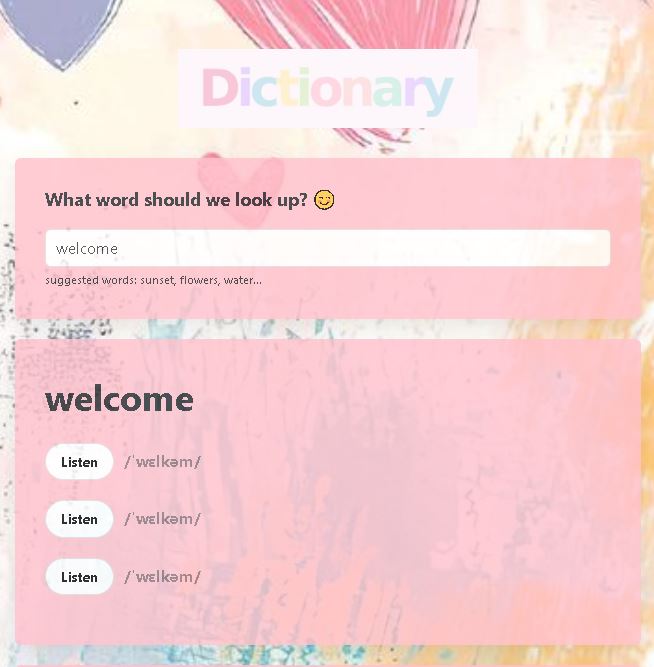 Dictionary
What word should we look up? 😊
welcome
suggested words: sunset, flowers, water...
welcome
Listen /ˈwɛlkəm/
Listen /ˈwɛlkəm/
Listen /ˈwɛlkəm/